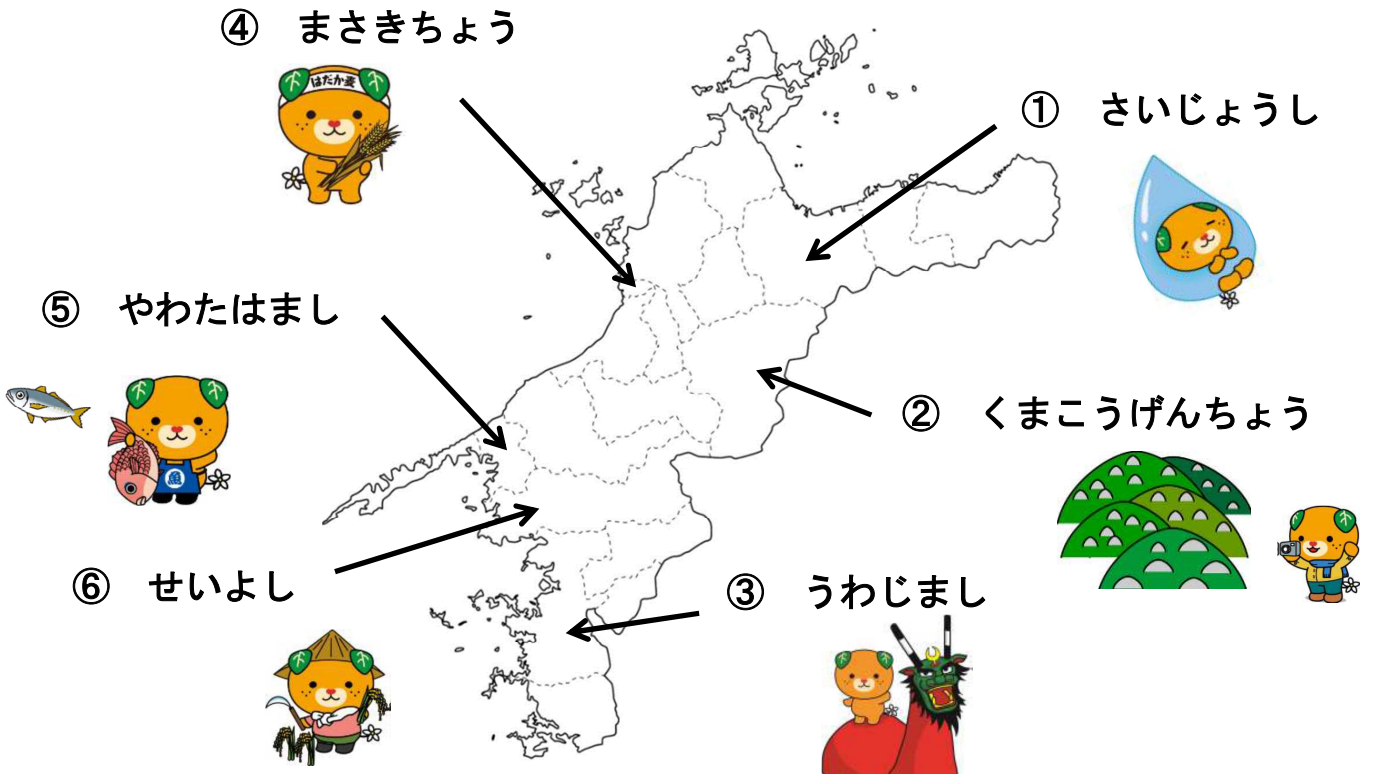 ① さいじょうし
② くまこうげんちょう
③ うわじまし
④ まさきちょう
はだか麦
⑤ やわたはまし
魚
⑥ せいよし